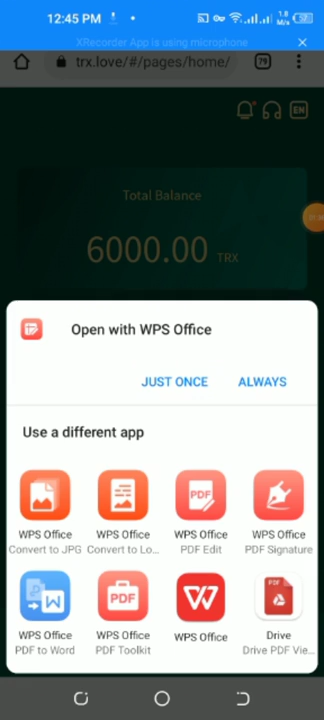 12:45 PM
XRecorder App is using microphone
trx.love/#/pages/home/
79
EN
Total Balance
6000.00 TRX
Open with WPS Office
JUST ONCE ALWAYS
Use a different app
WPS Office WPS Office WPS Office WPS Office
Convert to JPG Convert to Lo... PDF Edit PDF Signature
PDF
WPS Office WPS Office WPS Office Drive
PDF to Word PDF Toolkit Drive PDF Vie...
PDF
PDF
W